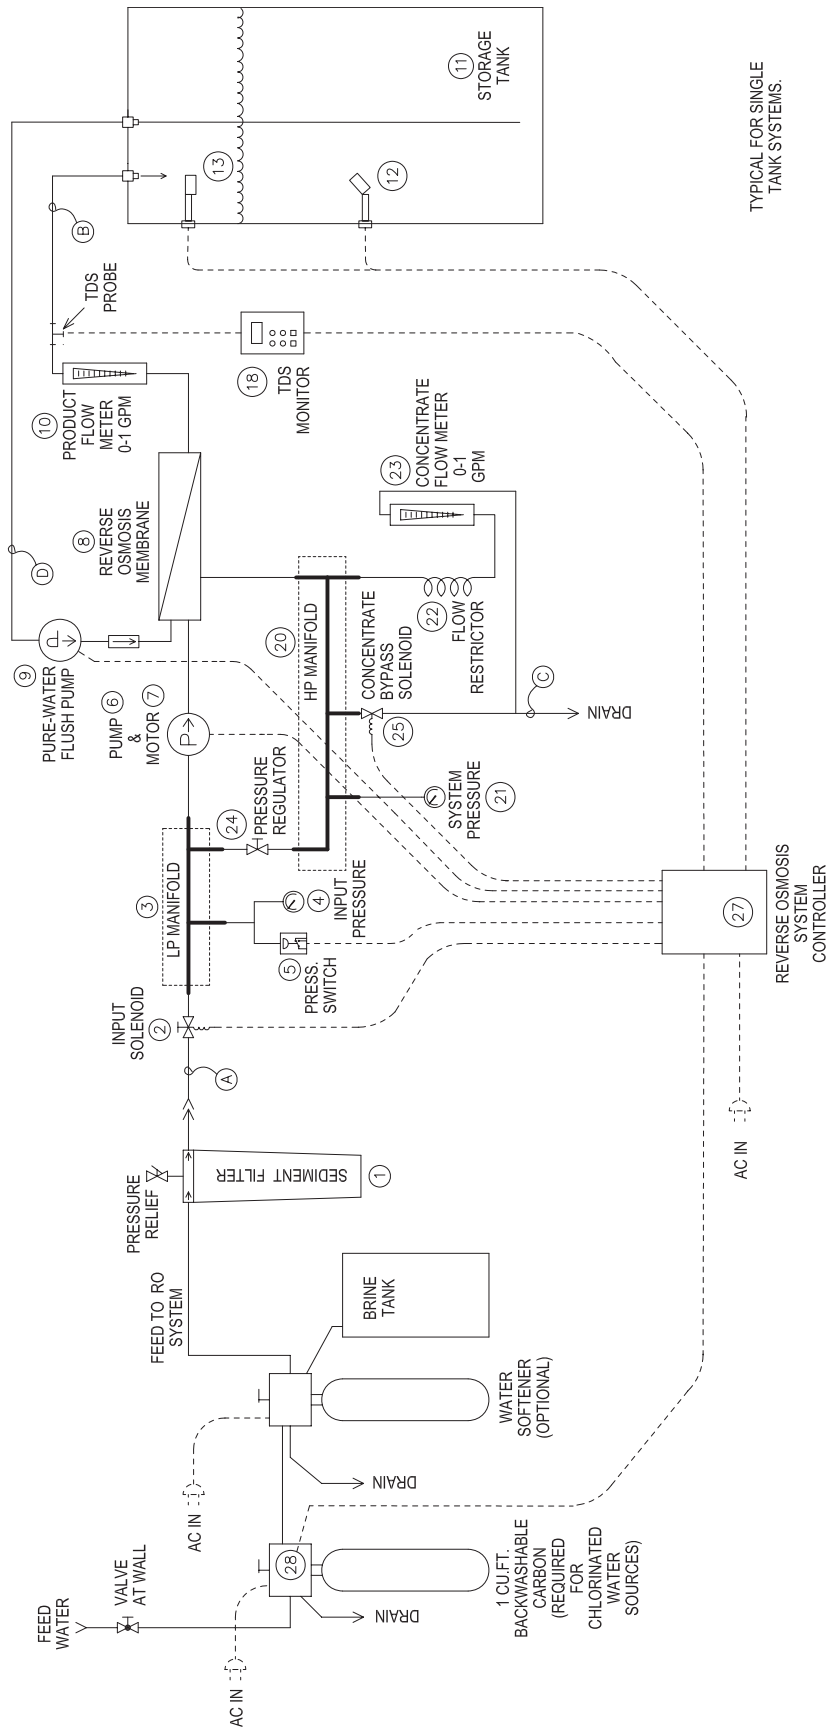 FEED
WATER
VALVE
AT WALL
AC IN
28
DRAIN
1 CU.FT.
BACKWASHABLE
CARBON
(REQUIRED
FOR
CHLORINATED
WATER
SOURCES)
AC IN
DRAIN
WATER
SOFTENER
(OPTIONAL)
BRINE
TANK
FEED TO RO
SYSTEM
PRESSURE
RELIEF
SEDIMENT FILTER
1
A
INPUT
SOLENOID
2
3
LP MANIFOLD
4
INPUT
PRESSURE
5
PRESS.
SWITCH
24
PRESSURE
REGULATOR
PUMP 6
&
MOTOR 7
P
9
PURE-WATER
FLUSH PUMP
P
D
8
REVERSE
OSMOSIS
MEMBRANE
20
HP MANIFOLD
21
SYSTEM
PRESSURE
25
CONCENTRATE
BYPASS
SOLENOID
C
DRAIN
22
FLOW
RESTRICTOR
23
CONCENTRATE
FLOW METER
0-1
GPM
10
PRODUCT
FLOW
METER
0-1 GPM
TDS
PROBE
B
18
TDS
MONITOR
13
12
11
STORAGE
TANK
27
REVERSE OSMOSIS
SYSTEM
CONTROLLER
AC IN
TYPICAL FOR SINGLE
TANK SYSTEMS.